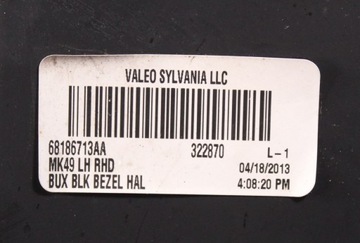 VALEO SYLVANIA LLC
68186713AA 322870 L-1
MK49 LH RHD 04/18/2013
BUX BLK BEZEL HAL 4:08:20 PM